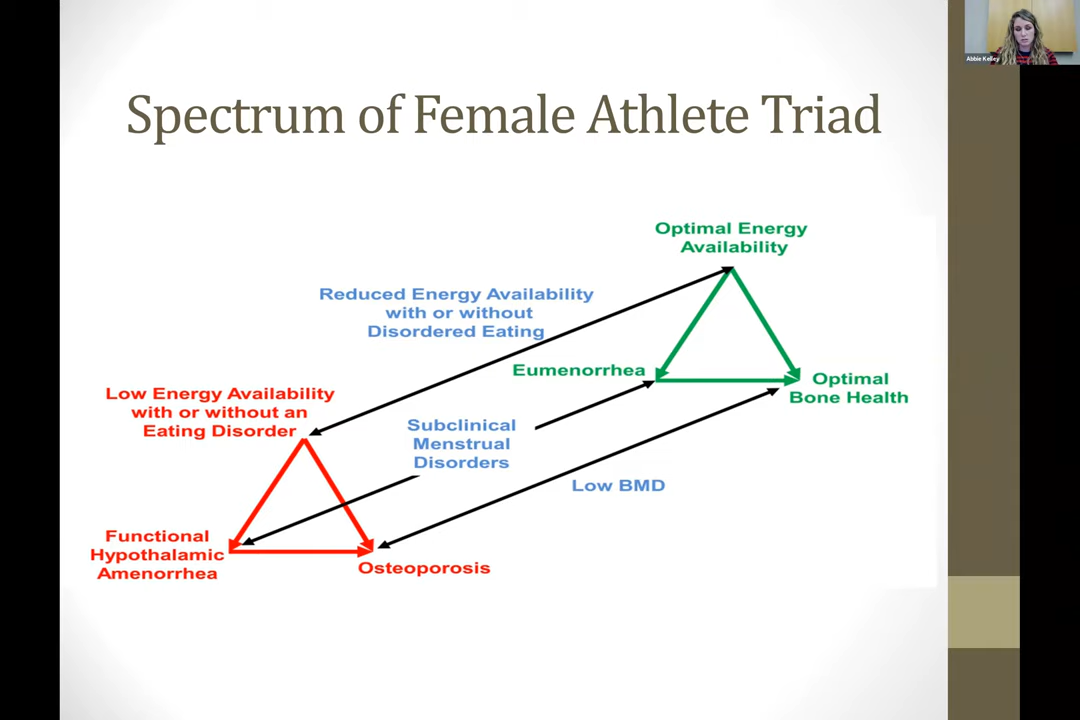 Abbie Kelley
Spectrum of Female Athlete Triad
Optimal Energy
Availability
Reduced Energy Availability
with or without
Disordered Eating
Eumenorrhea
Optimal
Bone Health
Low Energy Availability
with or without an
Eating Disorder
Subclinical
Menstrual
Disorders
Low BMD
Functional
Hypothalamic
Amenorrhea
Osteoporosis